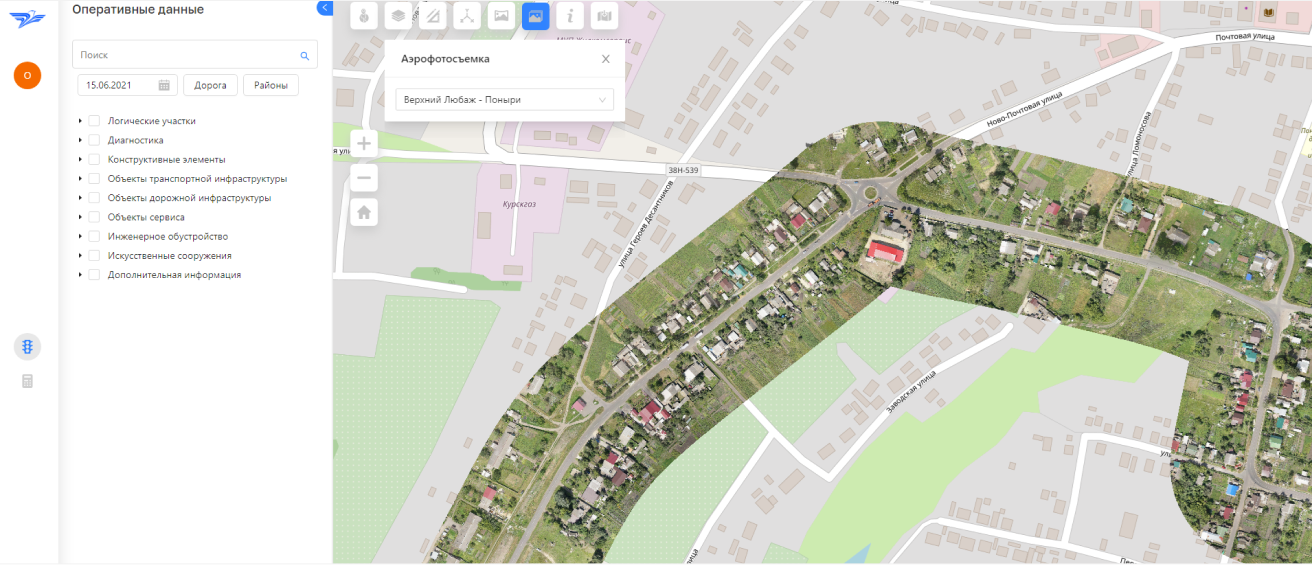 Оперативные данные
О
Поиск
15.06.2021
Дорога
Районы
Логические участки
Диагностика
Конструктивные элементы
Объекты транспортной инфраструктуры
Объекты дорожной инфраструктуры
Объекты сервиса
Инженерное обустройство
Искусственные сооружения
Дополнительная информация
Аэрофотосъемка
Верхний Любаж - Поныри
Почтовая улица
Ново-Почтовая улица
улица Ломоносова
38Н-539
Курскгоз
улица Героев Десантников
Заводская улица